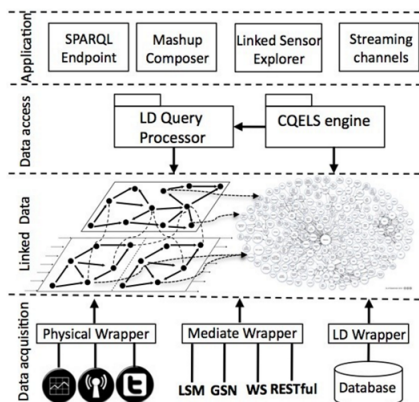 Application
SPARQL
Endpoint
Mashup
Composer
Linked Sensor
Explorer
Streaming
channels
Data access
LD Query
Processor
CQELS engine
Linked Data
Data acquisition
Physical Wrapper
Mediate Wrapper
LD Wrapper
LSM GSN WS RESTful
Database